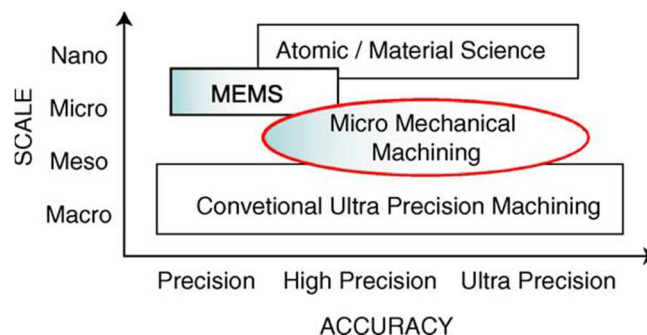 SCALE
Nano
Micro
Meso
Macro
Atomic / Material Science
MEMS
Micro Mechanical
Machining
Convetional Ultra Precision Machining
Precision
High Precision
Ultra Precision
ACCURACY